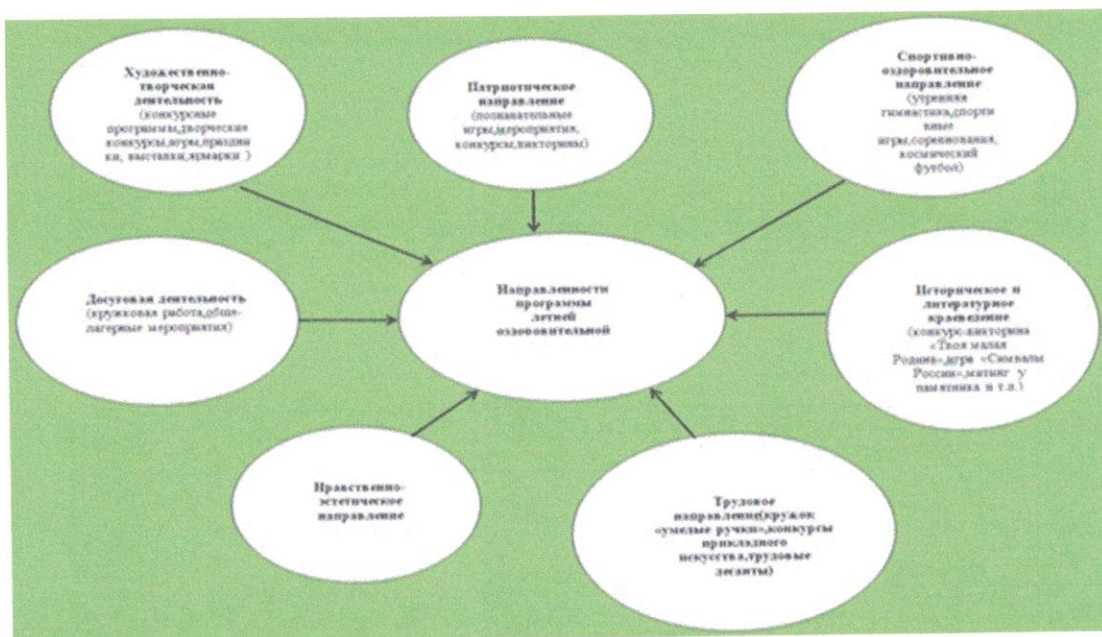 Художественно-
творческая
деятельность
(конкурсные
программы,творческие
конкурсы,игры,праздни
ки, выставки,ярмарки )
Патриотическое
направление
(познавательные
игры,мероприятия,
конкурсы,викторины)
Спортивно-
оздоровительное
направление
(утренняя
гимнастика,спорти
вные
игры,соревнования,
космический
футбол)
Досуговая деятельность
(кружковая работа,обще-
лагерные мероприятия)
Направленности
программы
летней
оздоровительной
Историческое и
литературное
краеведение
(конкурс-викторина
«Твоя малая
Родина»,игра «Символы
России»,митинг у
памятника и т.п.)
Нравственно-
эстетическое
направление
Трудовое
направление(кружок
«умелые ручки»,конкурсы
прикладного
искусства,трудовые
десанты)